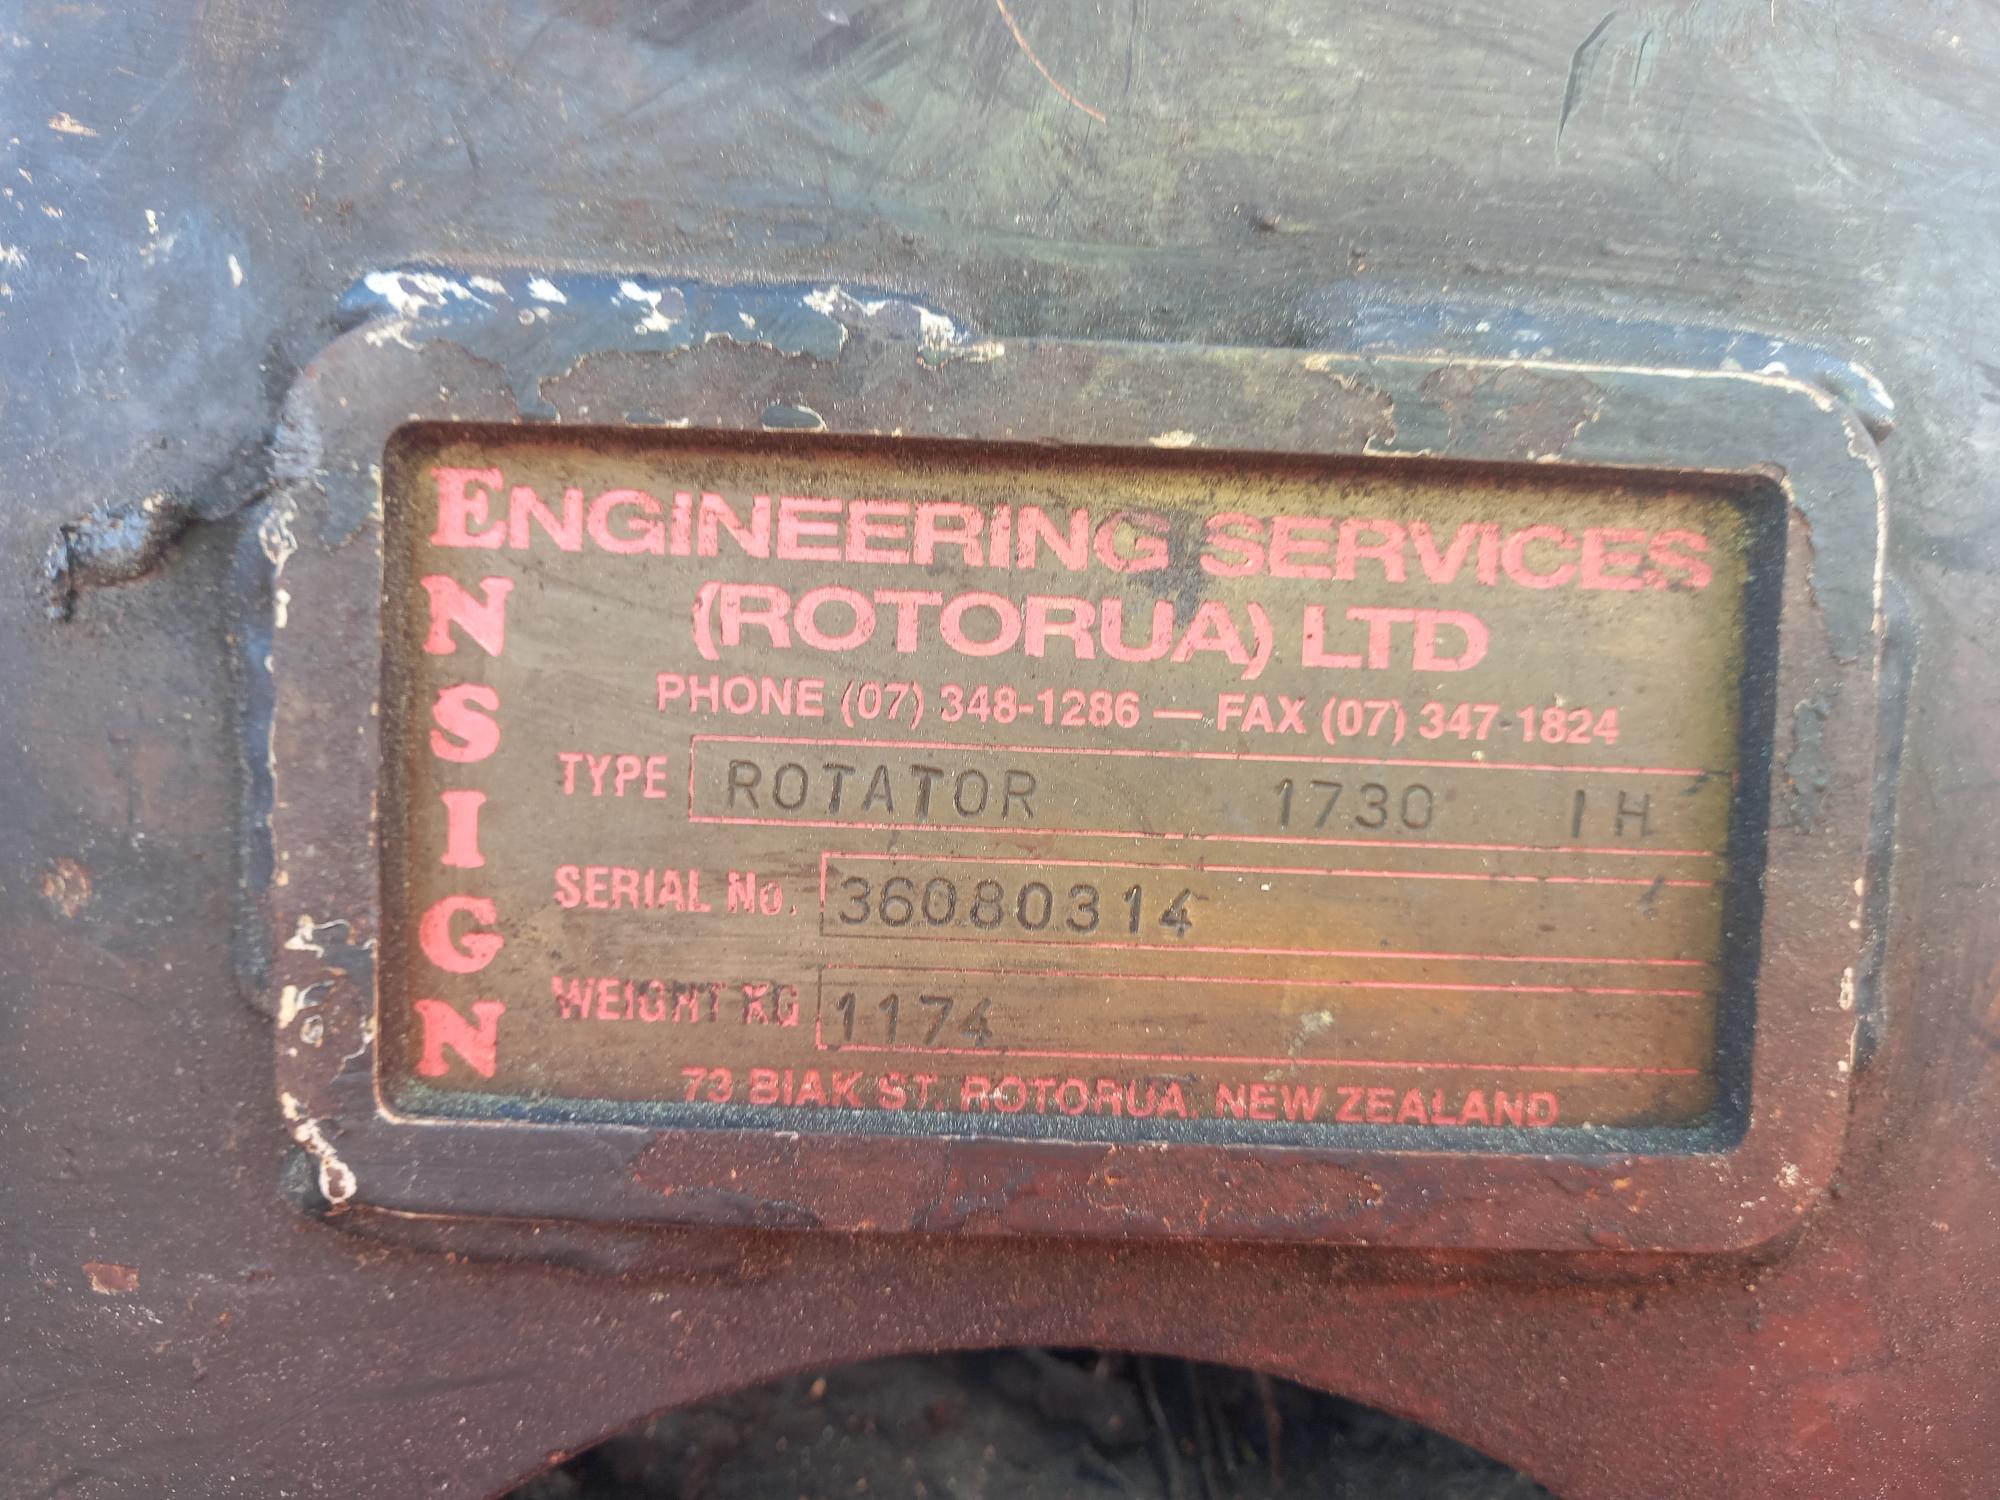 ENGINEERING SERVICES
(ROTORUA) LTD
ENSIGN
PHONE (07) 348-1286 — FAX (07) 347-1824
TYPE ROTATOR 1730 IH
SERIAL No. 36080314
WEIGHT KG 1174
73 BIAK ST. ROTORUA. NEW ZEALAND